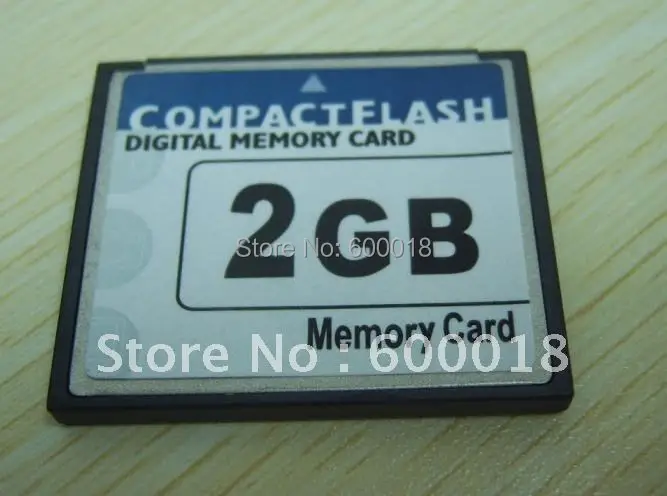 COMPACTFLASH
DIGITAL MEMORY CARD
2GB
Store No: 600018
Memory Card
Store No : 600018